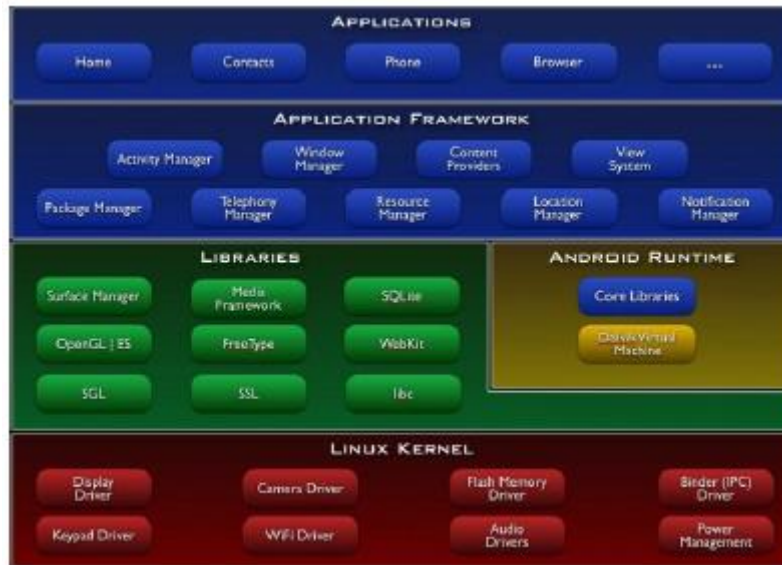 APPLICATIONS
Home Contacts Phone Browser ...
APPLICATION FRAMEWORK
Activity Manager
Window
Manager
Content
Providers
View
System
Package Manager
Telephony
Manager
Resource
Manager
Location
Manager
Notification
Manager
LIBRARIES
Surface Manager
Media
Framework
SQLite
OpenGL | ES
FreeType
WebKit
SGL
SSL
libc
ANDROID RUNTIME
Core Libraries
Dalvik Virtual
Machine
LINUX KERNEL
Display
Driver
Camera Driver
Flash Memory
Driver
Binder (IPC)
Driver
Keypad Driver
WiFi Driver
Audio
Drivers
Power
Management